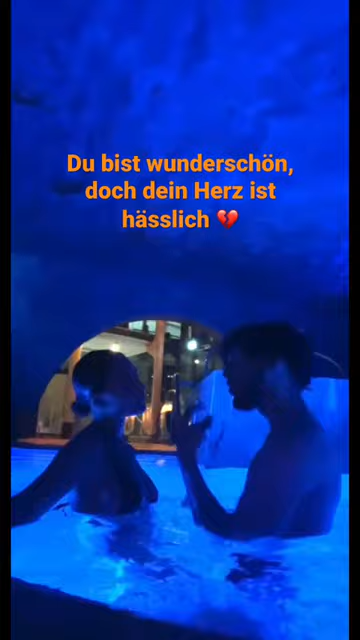 Du bist wunderschön,
doch dein Herz ist
hässlich 💔